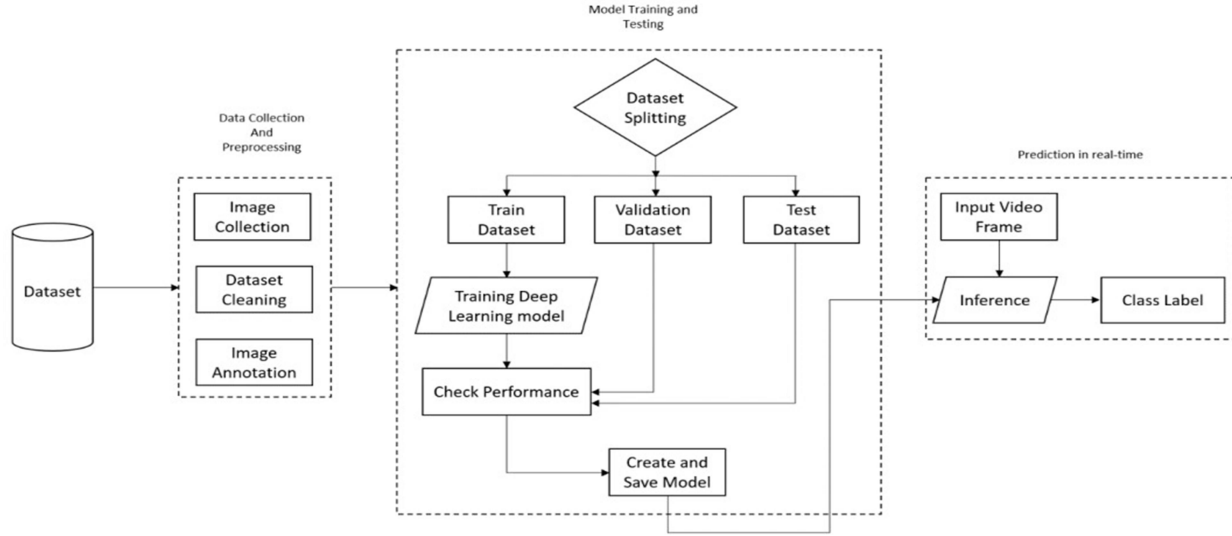 Model Training and
Testing
Dataset
Splitting
Data Collection
And
Preprocessing
Prediction in real-time
Image
Collection
Train
Dataset
Validation
Dataset
Test
Dataset
Input Video
Frame
Dataset
Dataset
Cleaning
Training Deep
Learning model
Inference
Class Label
Image
Annotation
Check Performance
Create and
Save Model